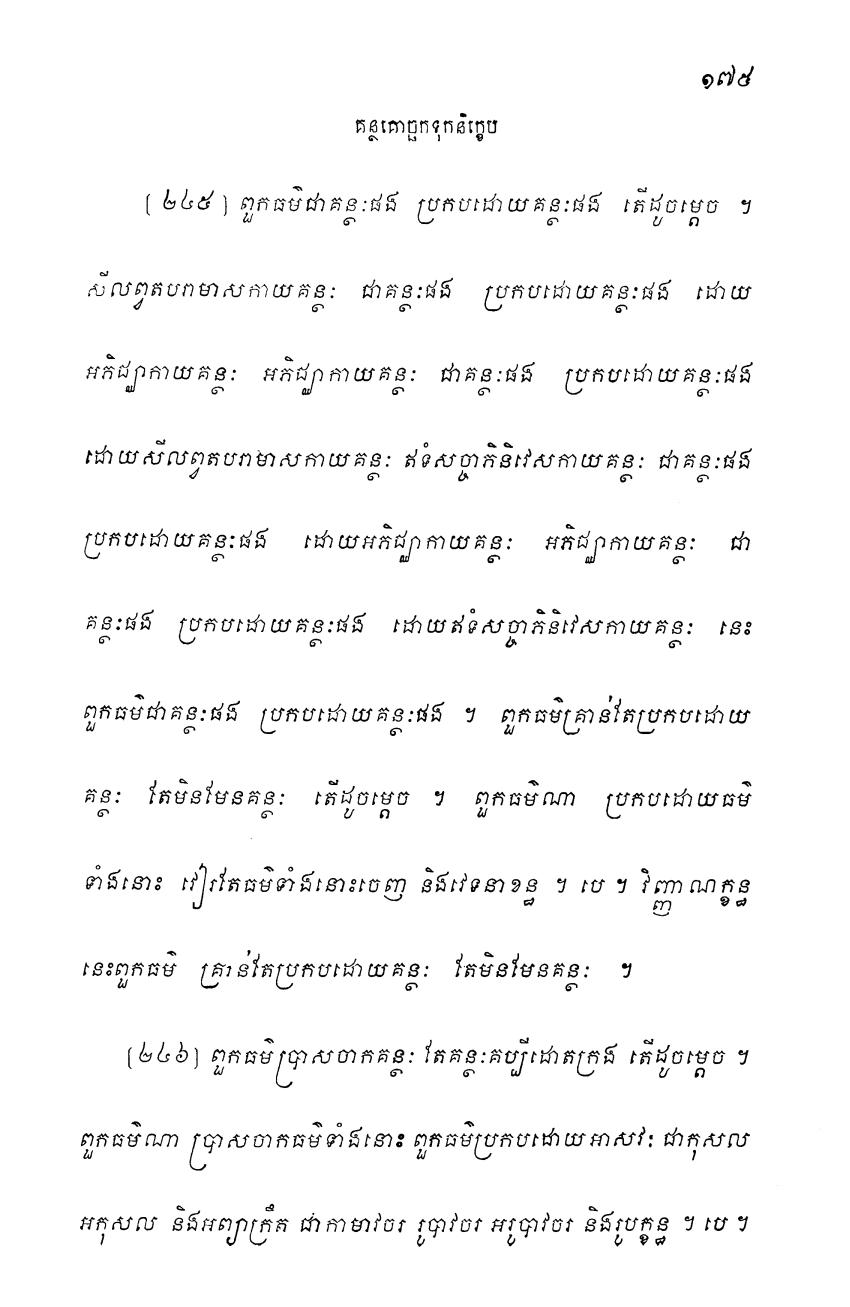 ១៧៥
គន្ថគោច្ឆកទុកនិក្ខេប
[២៤៥] ពួកធម៌ជាគន្ថៈផង ប្រកបដោយគន្ថៈផង តើដូចម្តេច ។
សីលព្វតបរាមាសកាយគន្ថៈ ជាគន្ថៈផង ប្រកបដោយគន្ថៈផង ដោយ
អភិជ្ឈាកាយគន្ថៈ អភិជ្ឈាកាយគន្ថៈ ជាគន្ថៈផង ប្រកបដោយគន្ថៈផង
ដោយសីលព្វតបរាមាសកាយគន្ថៈ ឥទំសច្ចាភិនិវេសកាយគន្ថៈ ជាគន្ថៈផង
ប្រកបដោយគន្ថៈផង ដោយអភិជ្ឈាកាយគន្ថៈ អភិជ្ឈាកាយគន្ថៈ ជា
គន្ថៈផង ប្រកបដោយគន្ថៈផង ដោយឥទំសច្ចាភិនិវេសកាយគន្ថៈ នេះ
ពួកធម៌ជាគន្ថៈផង ប្រកបដោយគន្ថៈផង ។ ពួកធម៌គ្រាន់តែប្រកបដោយ
គន្ថៈ តែមិនមែនគន្ថៈ តើដូចម្តេច ។ ពួកធម៌ណា ប្រកបដោយធម៌
ទាំងនោះ វៀរតែធម៌ទាំងនោះចេញ និងវេទនាខន្ធ ។ បេ ។ វិញ្ញាណក្ខន្ធ
នេះពួកធម៌ គ្រាន់តែប្រកបដោយគន្ថៈ តែមិនមែនគន្ថៈ ។
[២៤៦] ពួកធម៌ប្រាសចាកគន្ថៈ តែគន្ថៈគប្បីដោតក្រង តើដូចម្តេច ។
ពួកធម៌ណា ប្រាសចាកធម៌ទាំងនោះ ពួកធម៌ប្រកបដោយអាសវៈ ជាកុសល
អកុសល និងអព្យាក្រឹត ជាកាមាវចរ រូបាវចរ អរូបាវចរ និងរូបក្ខន្ធ ។ បេ ។